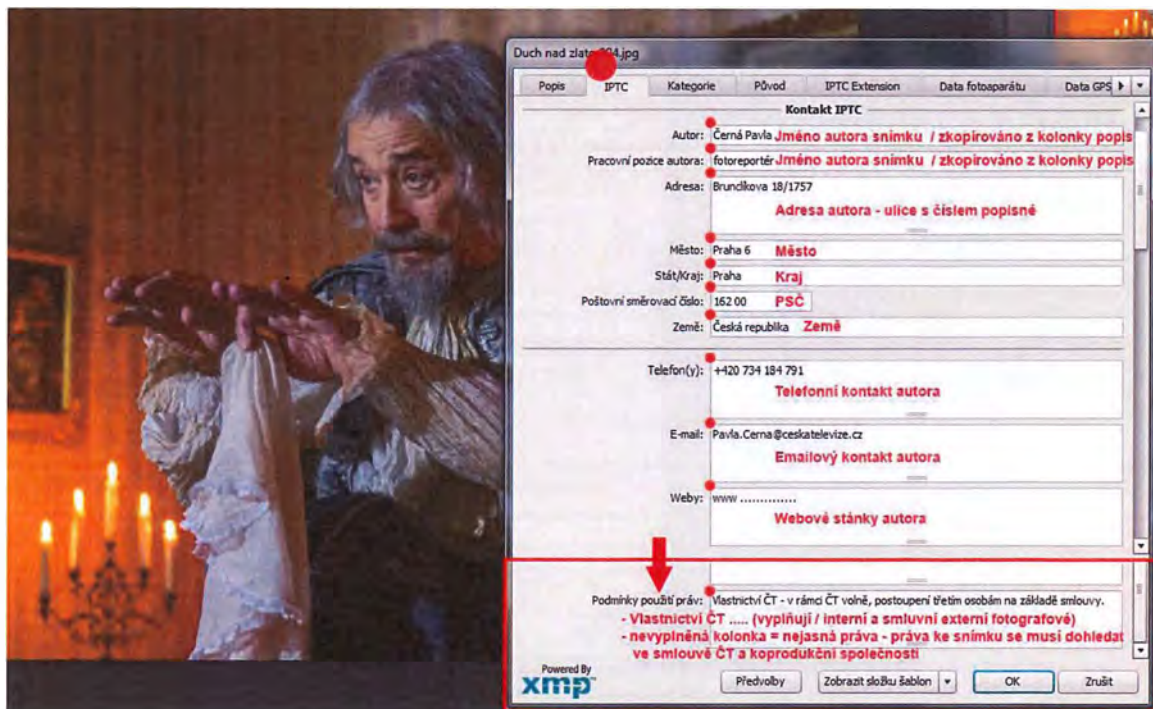 Duch nad zlato 004.jpg
Popis IPTC Kategorie Původ IPTC Extension Data fotoaparátu Data GPS
Kontakt IPTC
Autor: Černá Pavla Jméno autora snímku / zkopírováno z kolonky popis
Pracovní pozice autora: fotoreportér Jméno autora snímku / zkopírováno z kolonky popis
Adresa: Brunclíkova 18/1757
Adresa autora - ulice s číslem popisné
Město: Praha 6 Město
Stát/Kraj: Praha Kraj
Poštovní směrovací číslo: 162 00 PSČ
Země: Česká republika Země
Telefon(y): +420 734 184 791
Telefonní kontakt autora
E-mail: Pavla.Cerna@ceskatelevize.cz
Emailový kontakt autora
Weby: www ..............
Webové stánky autora
Podmínky použití práv: Vlastnictví ČT - v rámci ČT volně, postoupení třetím osobám na základě smlouvy.
- Vlastnictví ČT ..... (vyplňují / interní a smluvní externí fotografové)
- nevyplněná kolonka = nejasná práva - práva ke snímku se musí dohledat
ve smlouvě ČT a koprodukční společností
Powered By
xmp™
Předvolby Zobrazit složku šablon OK Zrušit